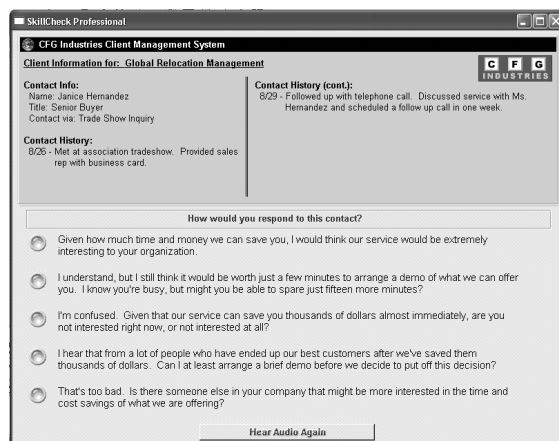 SkillCheck Professional
CFG Industries Client Management System
Client Information for: Global Relocation Management
C F G
INDUSTRIES
Contact Info:
Name: Janice Hernandez
Title: Senior Buyer
Contact via: Trade Show Inquiry
Contact History:
8/26 - Met at association tradeshow. Provided sales
rep with business card.
Contact History (cont.):
8/29 - Followed up with telephone call. Discussed service with Ms.
Hernandez and scheduled a follow up call in one week.
How would you respond to this contact?
Given how much time and money we can save you, I would think our service would be extremely
interesting to your organization.
I understand, but I still think it would be worth just a few minutes to arrange a demo of what we can offer
you. I know you're busy, but might you be able to spare just fifteen more minutes?
I'm confused. Given that our service can save you thousands of dollars almost immediately, are you
not interested right now, or not interested at all?
I hear that from a lot of people who have ended up our best customers after we've saved them
thousands of dollars. Can I at least arrange a brief demo before we decide to put off this decision?
That's too bad. Is there someone else in your company that might be more interested in the time and
cost savings of what we are offering?
Hear Audio Again